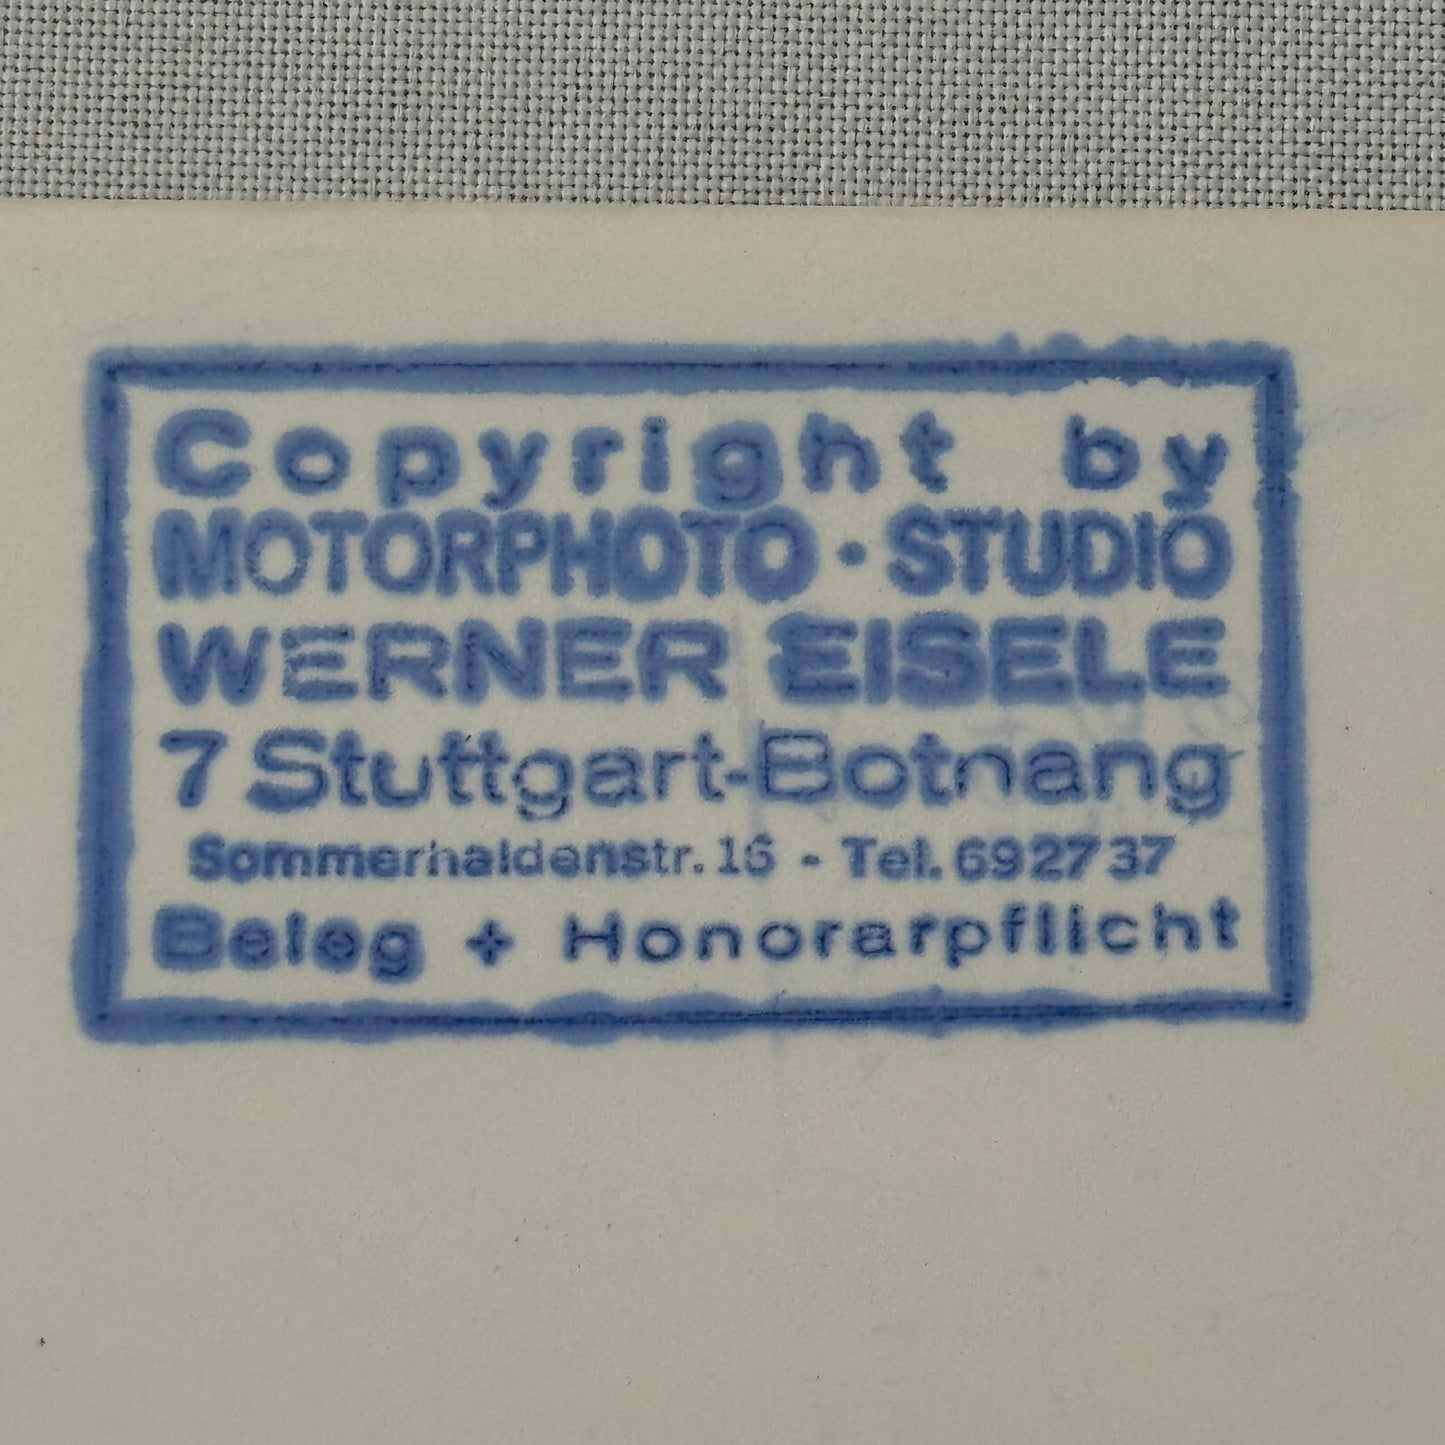 Copyright by
MOTORPHOTO · STUDIO
WERNER EISELE
7 Stuttgart-Botnang
Sommerhaldenstr. 16 - Tel. 692737
Beleg + Honorarpflicht